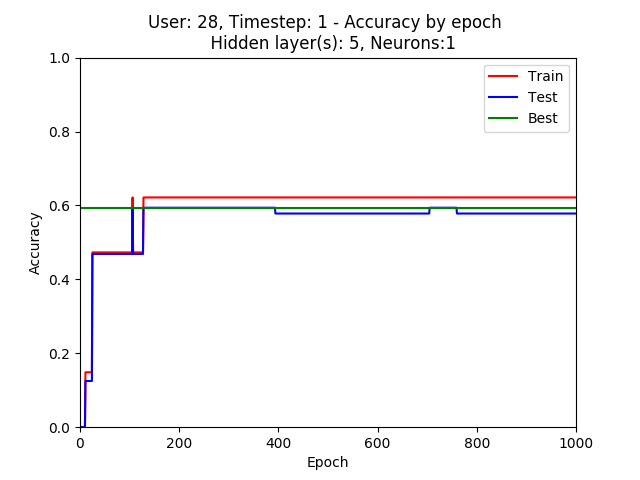 User: 28, Timestep: 1 - Accuracy by epoch
Hidden layer(s): 5, Neurons:1
Train
Test
Best
1.0
0.8
0.6
0.4
0.2
0.0
Accuracy
0 200 400 600 800 1000
Epoch